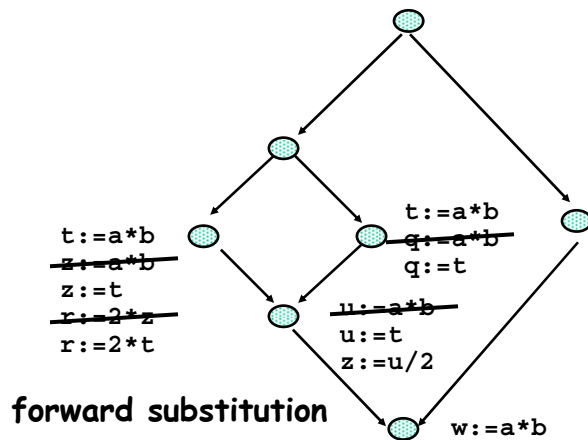 t:=a*b
z:=a*b
z:=t
r:=2*z
r:=2*t
t:=a*b
q:=a*b
q:=t
u:=a*b
u:=t
z:=u/2
forward substitution
w:=a*b